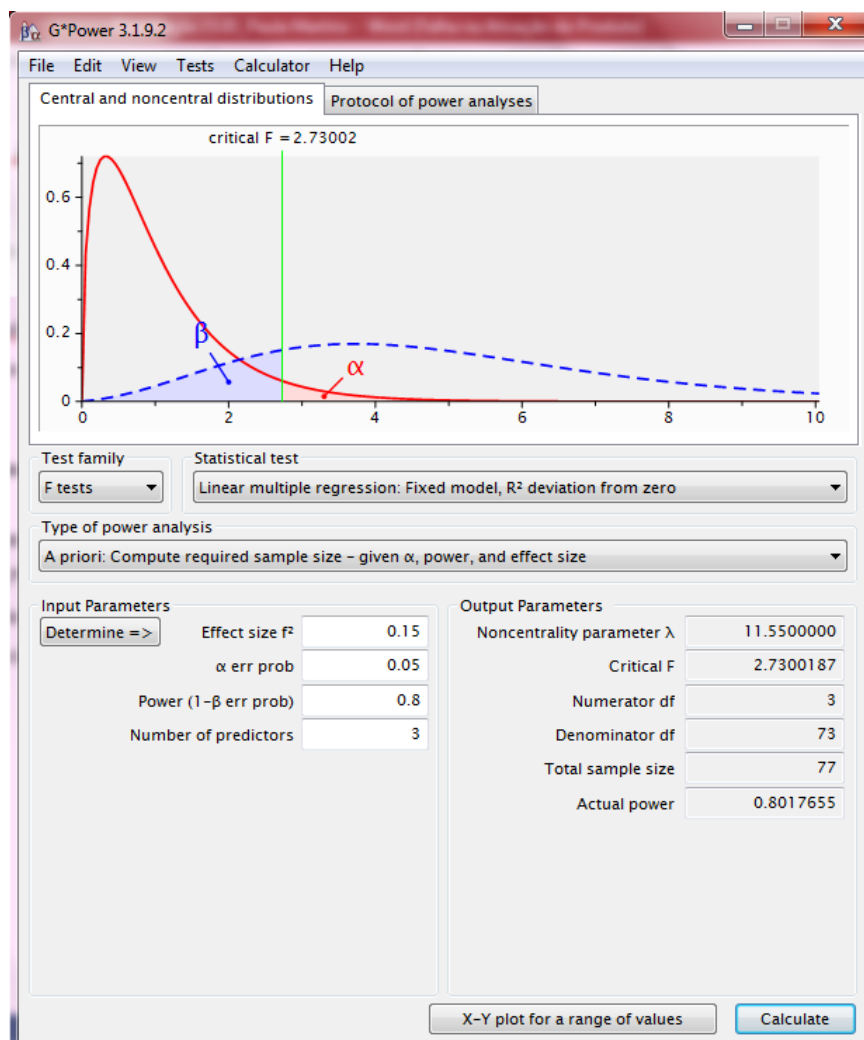 G*Power 3.1.9.2
File Edit View Tests Calculator Help
Central and noncentral distributions Protocol of power analyses
critical F = 2.73002
0.6
0.4
0.2
0
β
α
0 2 4 6 8 10
Test family Statistical test
F tests Linear multiple regression: Fixed model, R² deviation from zero
Type of power analysis
A priori: Compute required sample size – given α, power, and effect size
Input Parameters Output Parameters
Determine => Effect size f² 0.15 Noncentrality parameter λ 11.5500000
α err prob 0.05 Critical F 2.7300187
Power (1-β err prob) 0.8 Numerator df 3
Number of predictors 3 Denominator df 73
Total sample size 77
Actual power 0.8017655
X-Y plot for a range of values Calculate